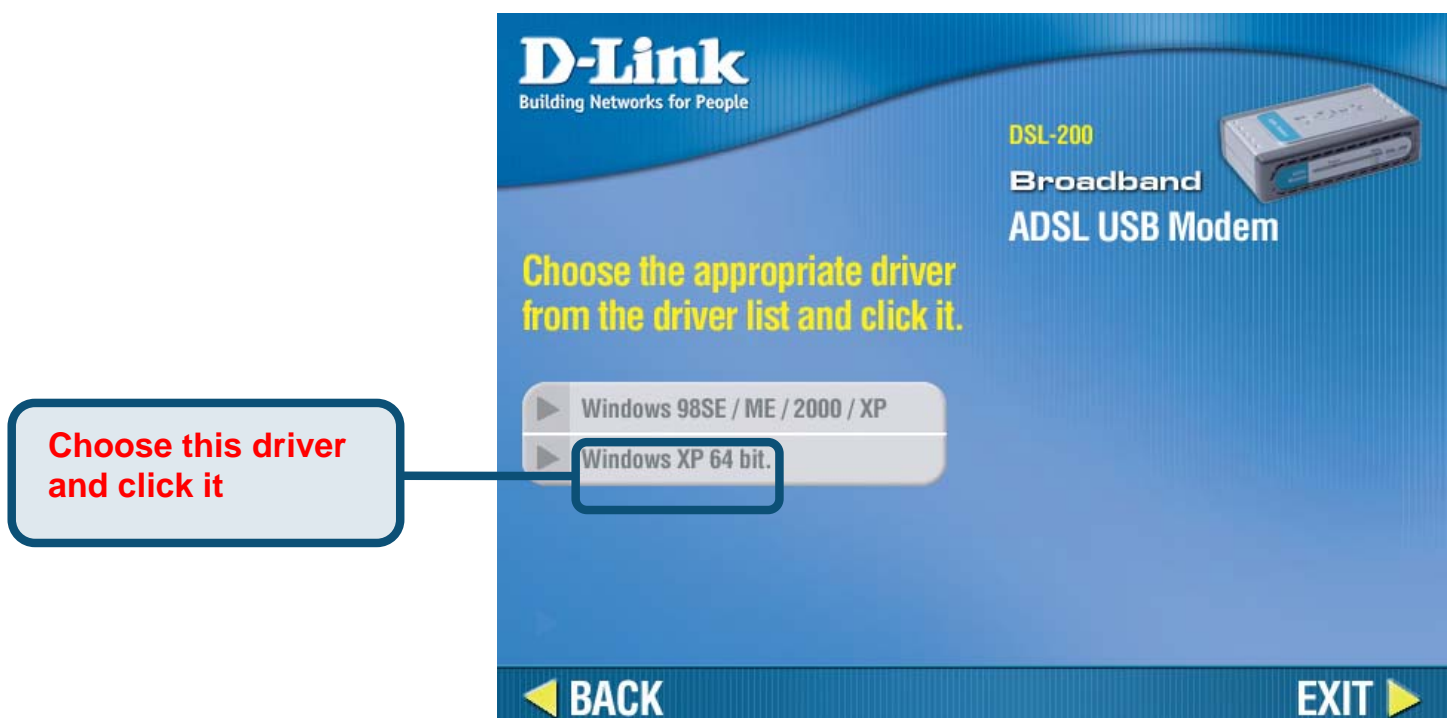 D-Link
Building Networks for People
DSL-200
Broadband
ADSL USB Modem
Choose the appropriate driver
from the driver list and click it.
Windows 98SE / ME / 2000 / XP
Windows XP 64 bit.
Choose this driver
and click it
BACK
EXIT